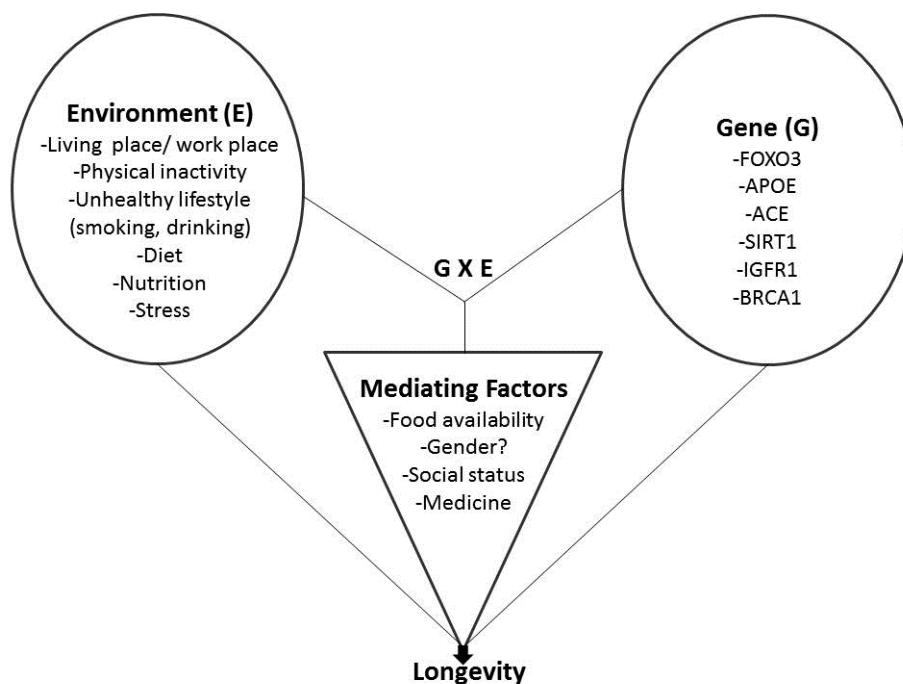 Environment (E)
-Living place/ work place
-Physical inactivity
-Unhealthy lifestyle
(smoking, drinking)
-Diet
-Nutrition
-Stress
Gene (G)
-FOXO3
-APOE
-ACE
-SIRT1
-IGFR1
-BRCA1
G X E
Mediating Factors
-Food availability
-Gender?
-Social status
-Medicine
Longevity